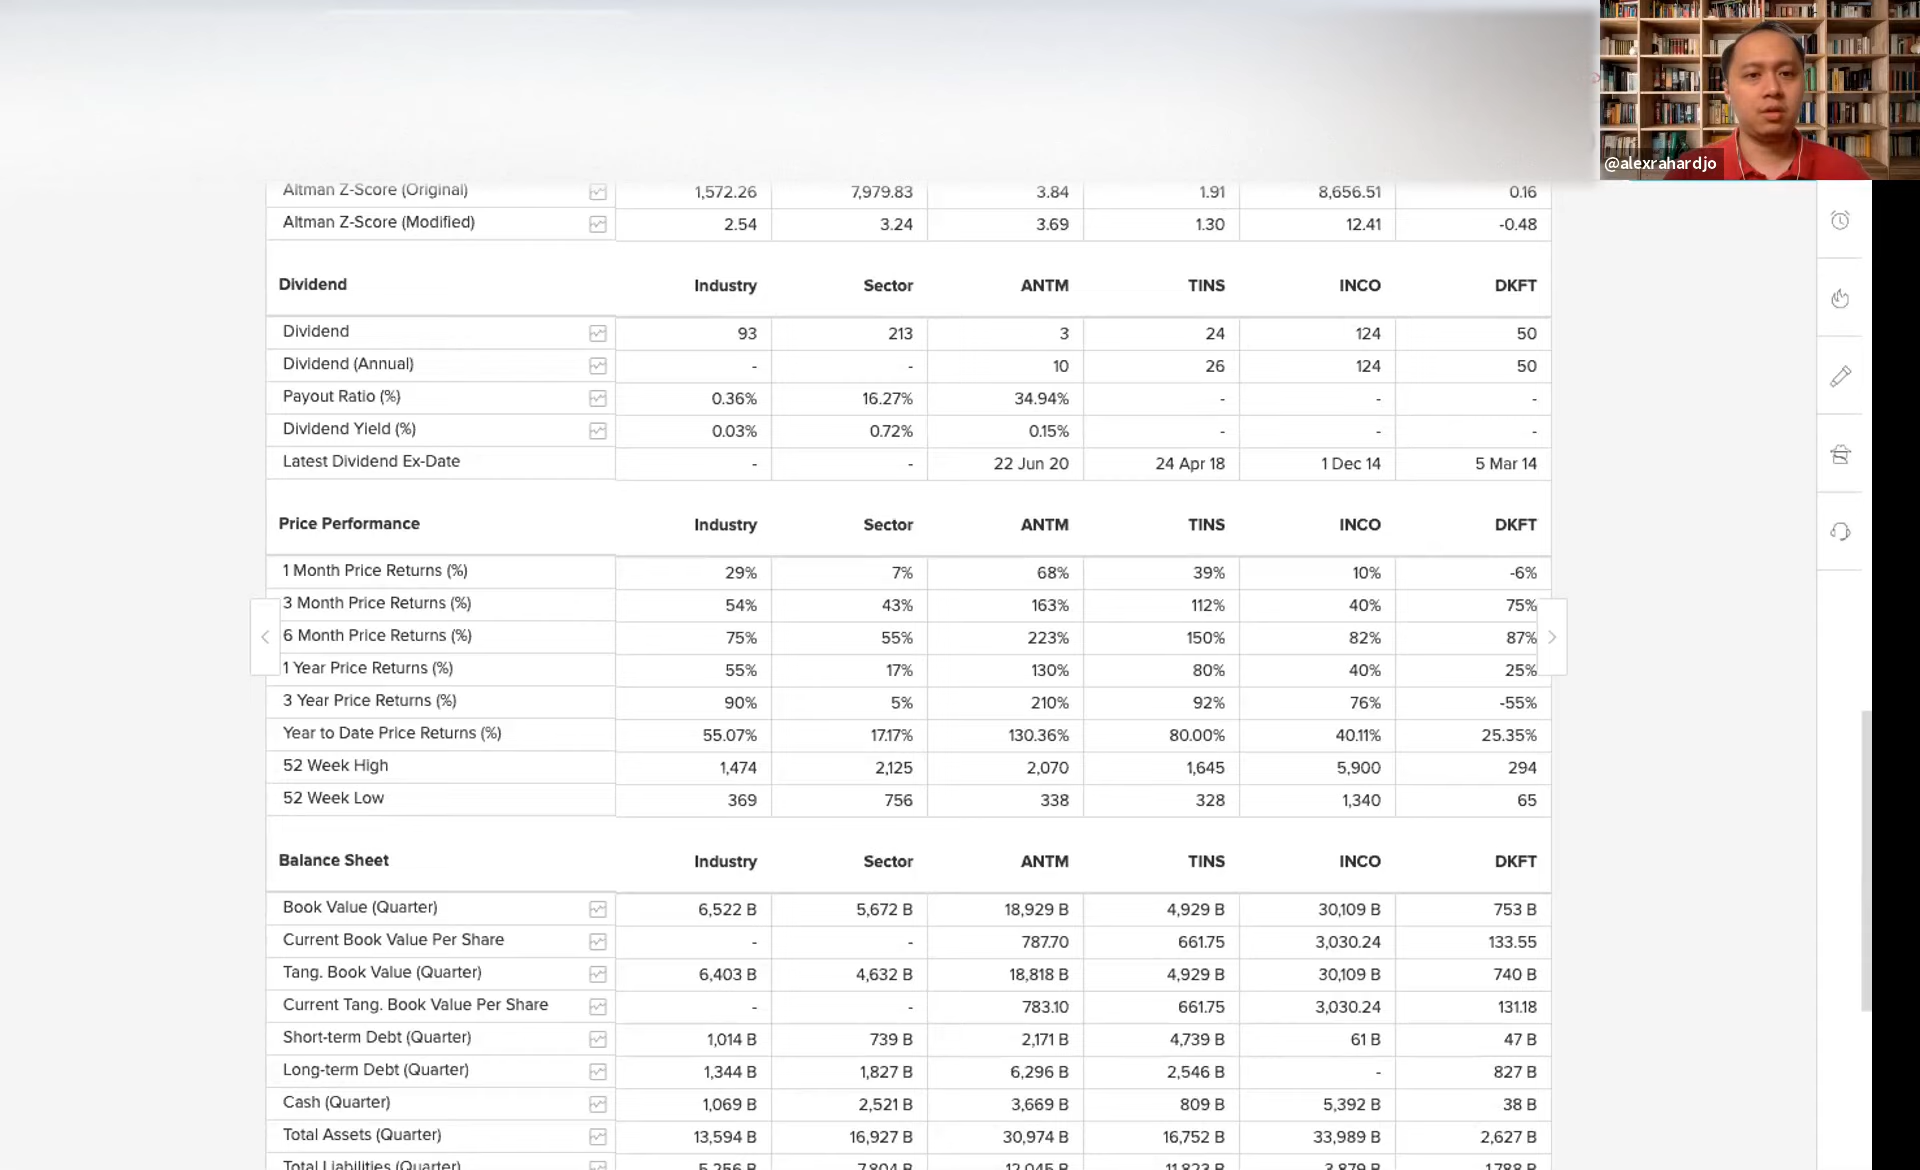 @alexrahardjo
Altman Z-Score (Original) 1,572.26 7,979.83 3.84 1.91 8,656.51 0.16
Altman Z-Score (Modified) 2.54 3.24 3.69 1.30 12.41 -0.48
Dividend Industry Sector ANTM TINS INCO DKFT
Dividend 93 213 3 24 124 50
Dividend (Annual) - - 10 26 124 50
Payout Ratio (%) 0.36% 16.27% 34.94% - - -
Dividend Yield (%) 0.03% 0.72% 0.15% - - -
Latest Dividend Ex-Date - - 22 Jun 20 24 Apr 18 1 Dec 14 5 Mar 14
Price Performance Industry Sector ANTM TINS INCO DKFT
1 Month Price Returns (%) 29% 7% 68% 39% 10% -6%
3 Month Price Returns (%) 54% 43% 163% 112% 40% 75%
6 Month Price Returns (%) 75% 55% 223% 150% 82% 87%
1 Year Price Returns (%) 55% 17% 130% 80% 40% 25%
3 Year Price Returns (%) 90% 5% 210% 92% 76% -55%
Year to Date Price Returns (%) 55.07% 17.17% 130.36% 80.00% 40.11% 25.35%
52 Week High 1,474 2,125 2,070 1,645 5,900 294
52 Week Low 369 756 338 328 1,340 65
Balance Sheet Industry Sector ANTM TINS INCO DKFT
Book Value (Quarter) 6,522 B 5,672 B 18,929 B 4,929 B 30,109 B 753 B
Current Book Value Per Share - - 787.70 661.75 3,030.24 133.55
Tang. Book Value (Quarter) 6,403 B 4,632 B 18,818 B 4,929 B 30,109 B 740 B
Current Tang. Book Value Per Share - - 783.10 661.75 3,030.24 131.18
Short-term Debt (Quarter) 1,014 B 739 B 2,171 B 4,739 B 61 B 47 B
Long-term Debt (Quarter) 1,344 B 1,827 B 6,296 B 2,546 B - 827 B
Cash (Quarter) 1,069 B 2,521 B 3,669 B 809 B 5,392 B 38 B
Total Assets (Quarter) 13,594 B 16,927 B 30,974 B 16,752 B 33,989 B 2,627 B
Total Liabilities (Quarter) 5,256 B 7,804 B 12,045 B 11,823 B 3,879 B 1,788 B